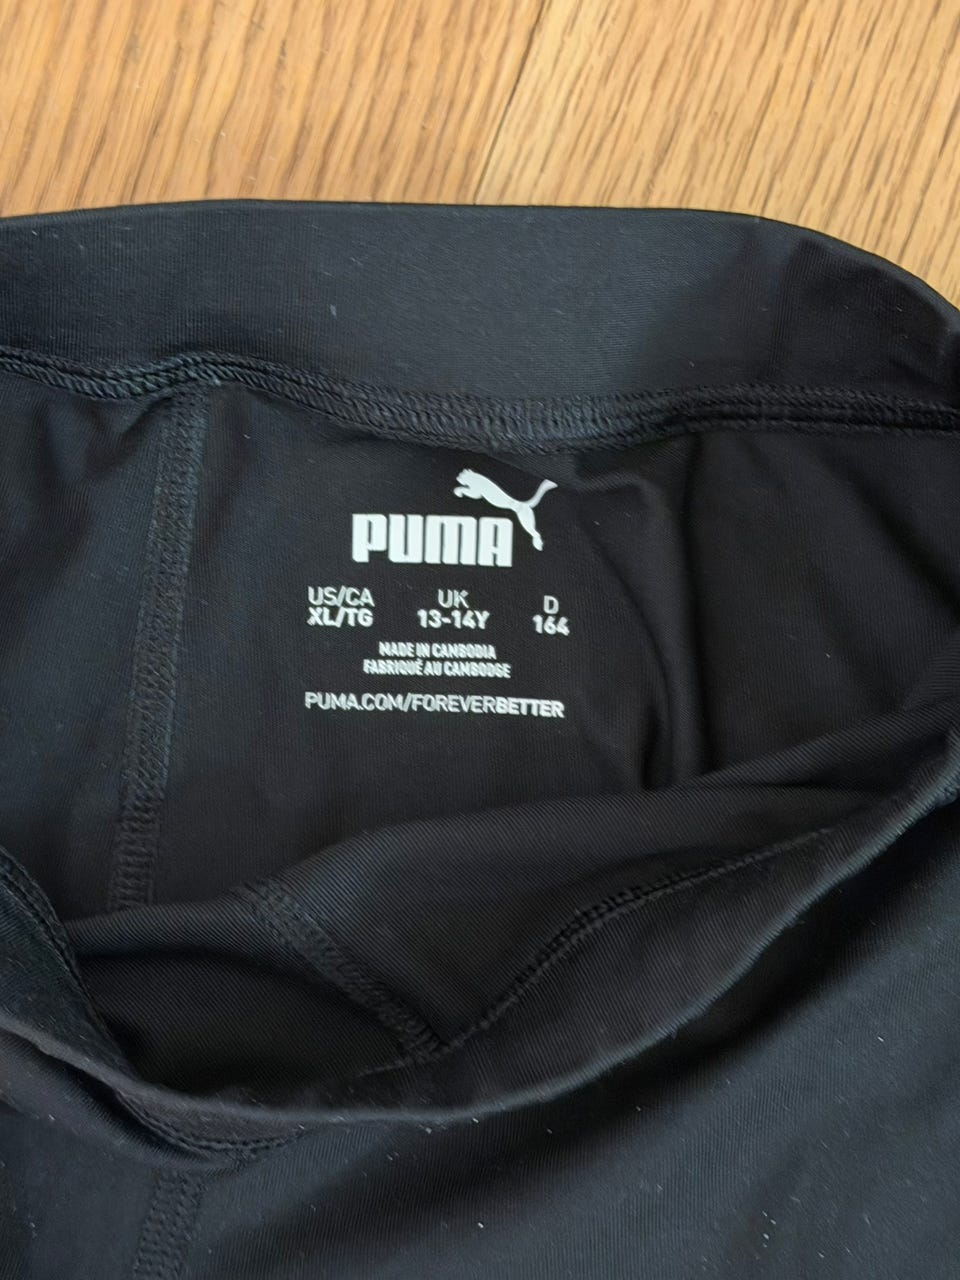 PUMA
US/CA UK D
XL/TG 13-14Y 164
MADE IN CAMBODIA
FABRIQUÉ AU CAMBODGE
PUMA.COM/FOREVERBETTER